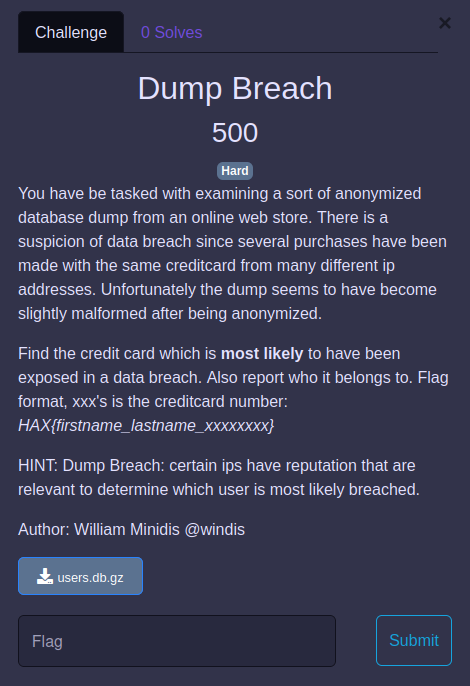 Challenge
0 Solves
×
Dump Breach
500
Hard
You have be tasked with examining a sort of anonymized
database dump from an online web store. There is a
suspicion of data breach since several purchases have been
made with the same creditcard from many different ip
addresses. Unfortunately the dump seems to have become
slightly malformed after being anonymized.
Find the credit card which is most likely to have been
exposed in a data breach. Also report who it belongs to. Flag
format, xxx's is the creditcard number:
HAX{firstname_lastname_xxxxxxxx}
HINT: Dump Breach: certain ips have reputation that are
relevant to determine which user is most likely breached.
Author: William Minidis @windis
users.db.gz
Flag
Submit